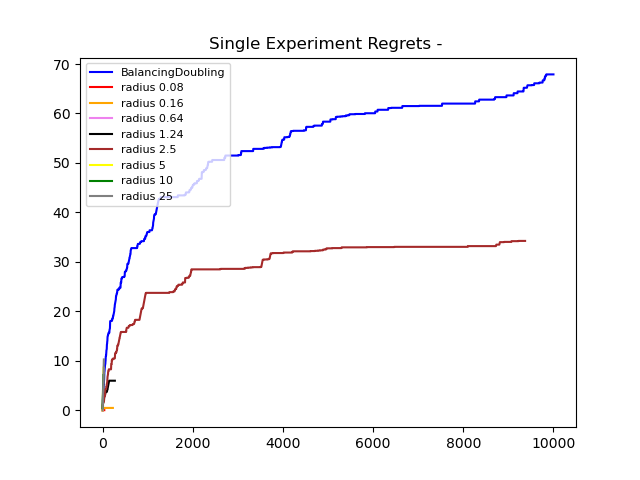 Single Experiment Regrets -
70
60
50
40
30
20
10
0
BalancingDoubling
radius 0.08
radius 0.16
radius 0.64
radius 1.24
radius 2.5
radius 5
radius 10
radius 25
0
2000
4000
6000
8000
10000